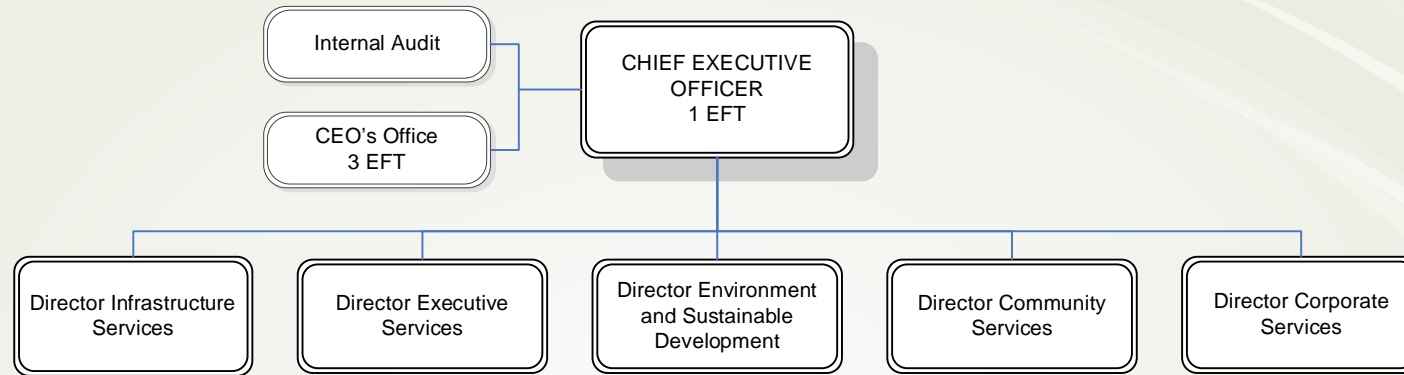 Internal Audit
CHIEF EXECUTIVE
OFFICER
1 EFT
CEO’s Office
3 EFT
Director Infrastructure
Services
Director Executive
Services
Director Environment
and Sustainable
Development
Director Community
Services
Director Corporate
Services